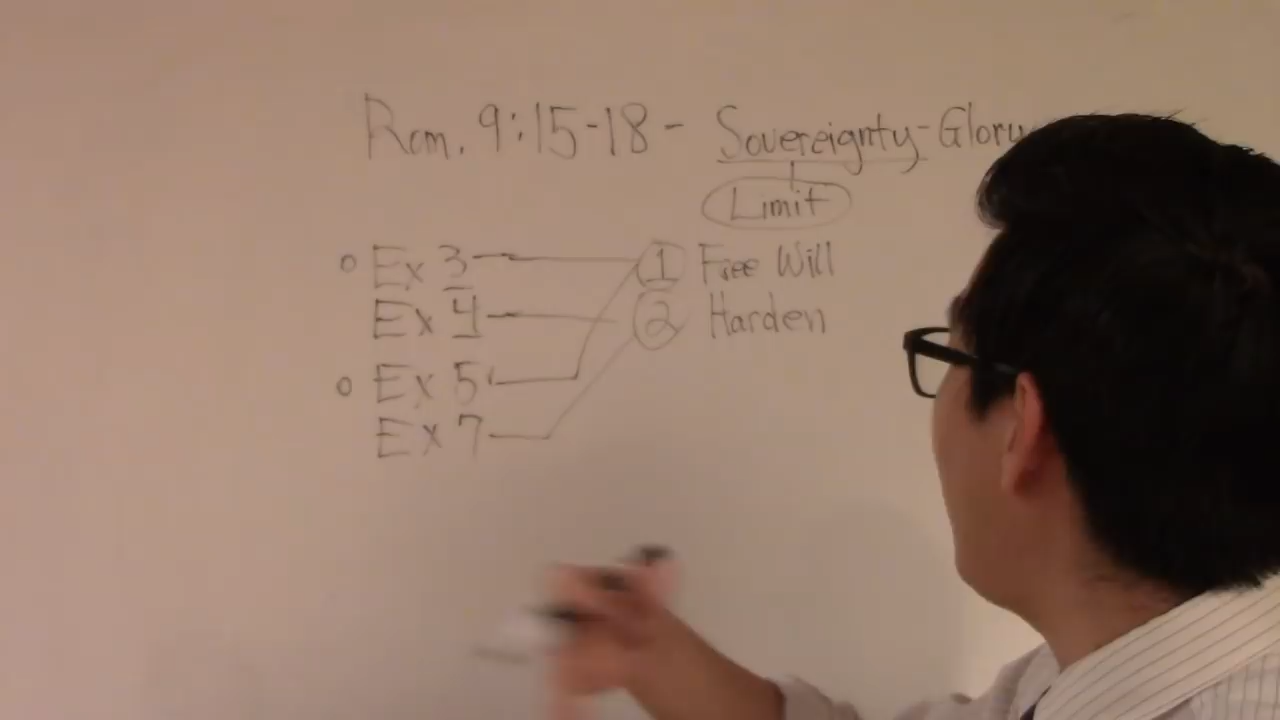 Rom. 9:15-18 - Sovereignty - Glory
Limit
Ex 3 1 Free Will
Ex 4 2 Harden
Ex 5
Ex 7